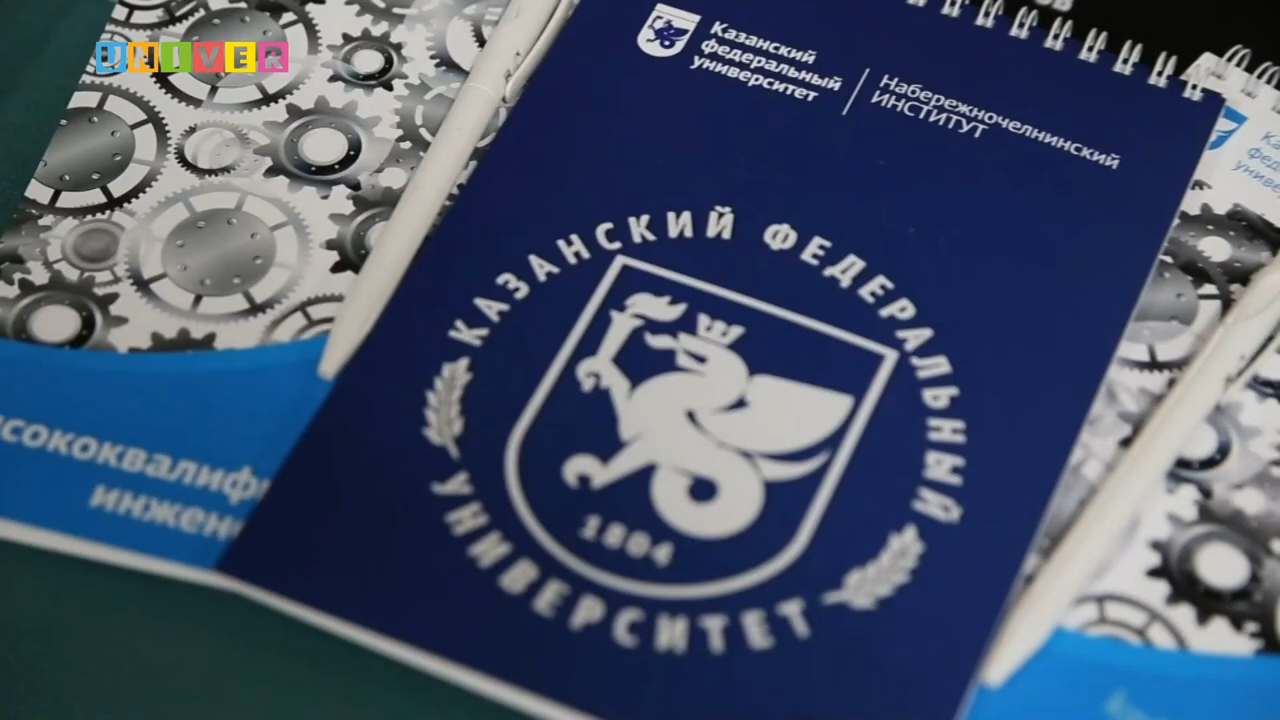 UNIVER
Казанский
федеральный
университет
Набережночелнинский
ИНСТИТУТ
КАЗАНСКИЙ ФЕДЕРАЛЬНЫЙ
УНИВЕРСИТЕТ
1804